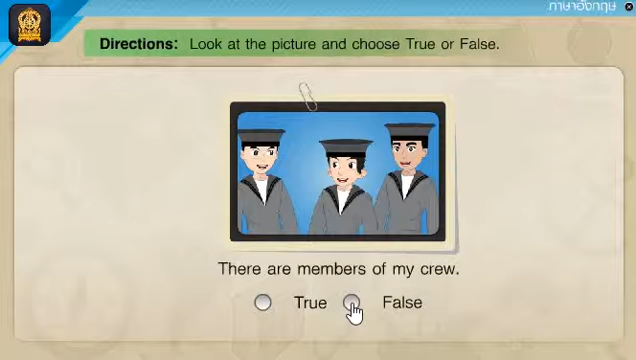 ภาษาอังกฤษ
Directions: Look at the picture and choose True or False.
There are members of my crew.
True False